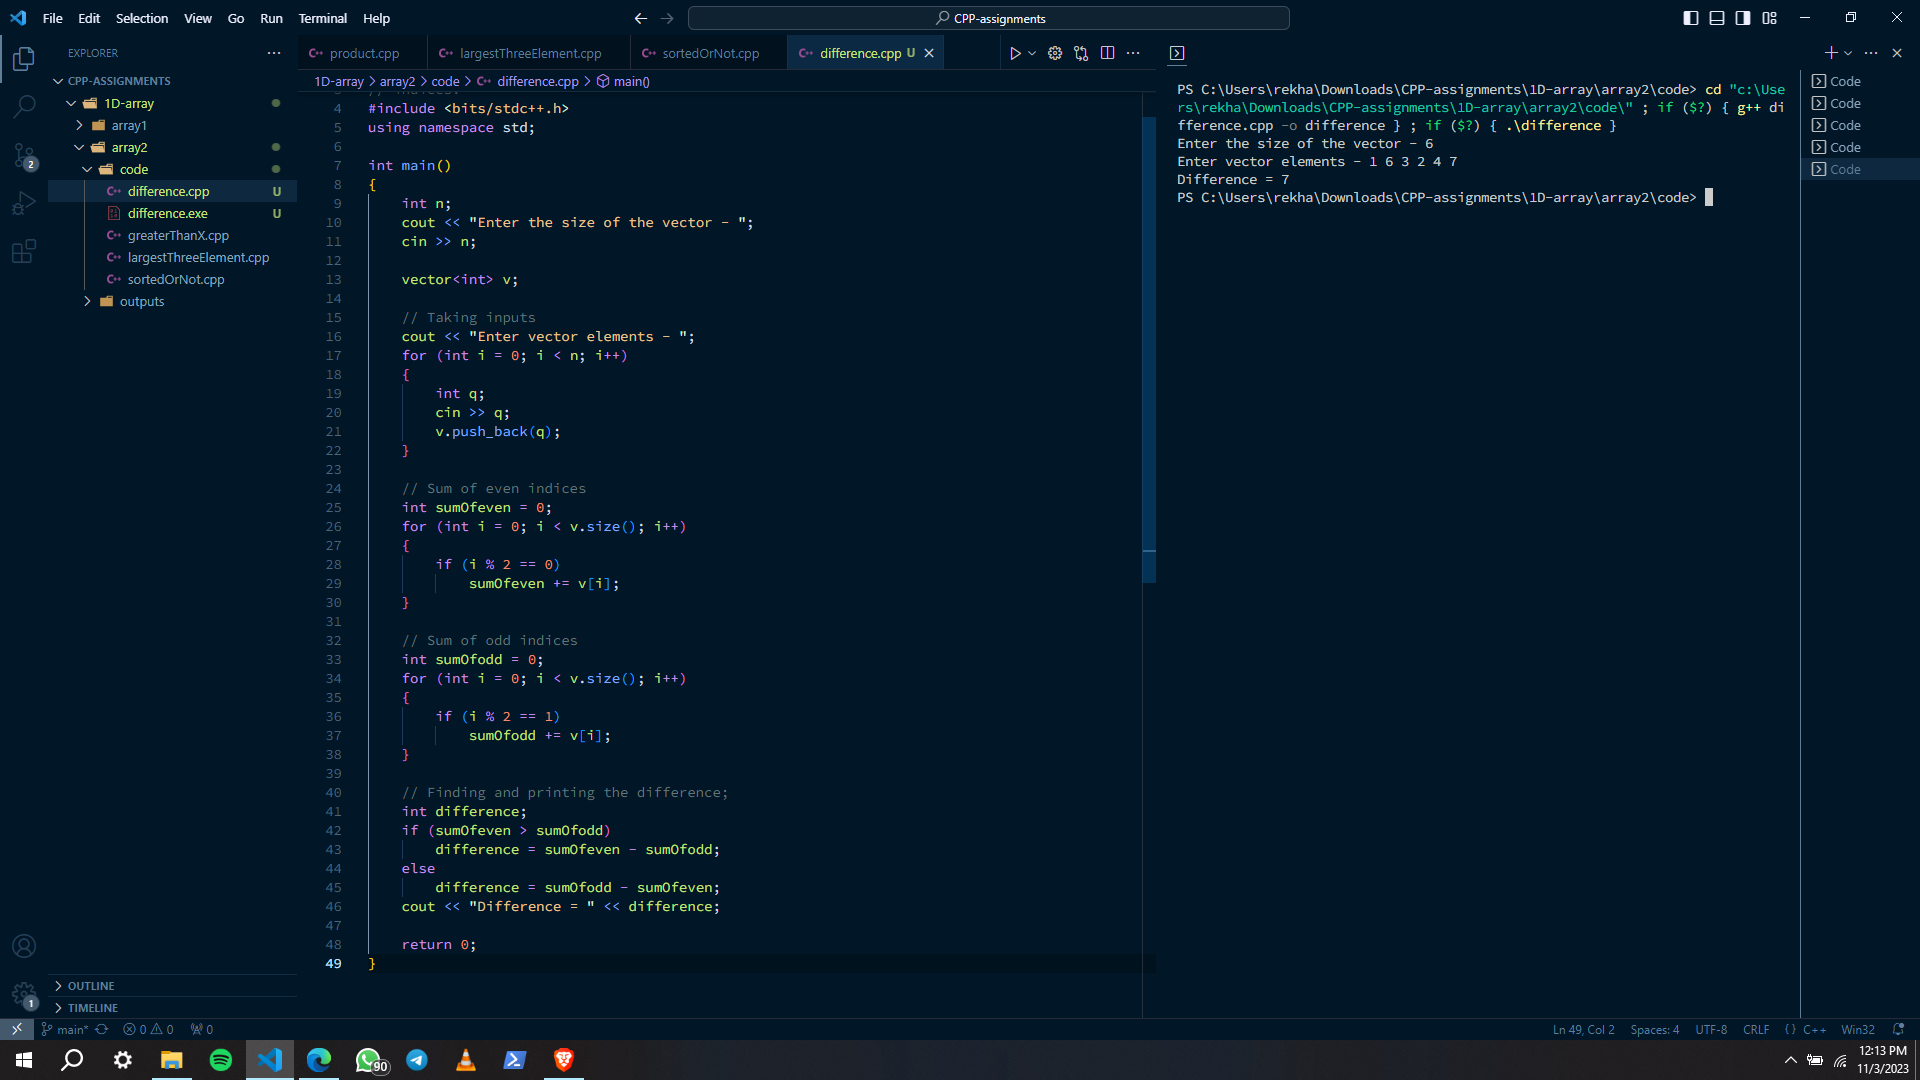 File Edit Selection View Go Run Terminal Help
CPP-assignments
EXPLORER
CPP-ASSIGNMENTS
1D-array
array1
array2
code
difference.cpp U
difference.exe U
greaterThanX.cpp
largestThreeElement.cpp
sortedOrNot.cpp
outputs
OUTLINE
TIMELINE
2
1
product.cpp largestThreeElement.cpp sortedOrNot.cpp difference.cpp U
1D-array > array2 > code > difference.cpp > main()
4 #include <bits/stdc++.h>
5 using namespace std;
6
7 int main()
8 {
9 int n;
10 cout << "Enter the size of the vector - ";
11 cin >> n;
12
13 vector<int> v;
14
15 // Taking inputs
16 cout << "Enter vector elements - ";
17 for (int i = 0; i < n; i++)
18 {
19 int q;
20 cin >> q;
21 v.push_back(q);
22 }
23
24 // Sum of even indices
25 int sumOfeven = 0;
26 for (int i = 0; i < v.size(); i++)
27 {
28 if (i % 2 == 0)
29 sumOfeven += v[i];
30 }
31
32 // Sum of odd indices
33 int sumOfodd = 0;
34 for (int i = 0; i < v.size(); i++)
35 {
36 if (i % 2 == 1)
37 sumOfodd += v[i];
38 }
39
40 // Finding and printing the difference;
41 int difference;
42 if (sumOfeven > sumOfodd)
43 difference = sumOfeven - sumOfodd;
44 else
45 difference = sumOfodd - sumOfeven;
46 cout << "Difference = " << difference;
47
48 return 0;
49 }
PS C:\Users\rekha\Downloads\CPP-assignments\1D-array\array2\code> cd "c:\Use
rs\rekha\Downloads\CPP-assignments\1D-array\array2\code\" ; if ($?) { g++ di
fference.cpp -o difference } ; if ($?) { .\difference }
Enter the size of the vector - 6
Enter vector elements - 1 6 3 2 4 7
Difference = 7
PS C:\Users\rekha\Downloads\CPP-assignments\1D-array\array2\code>
Code
Code
Code
Code
Code
main* 0 0 0
Ln 49, Col 2 Spaces: 4 UTF-8 CRLF {} C++ Win32
90
12:13 PM
11/3/2023